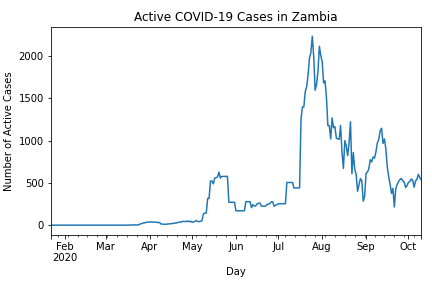 Active COVID-19 Cases in Zambia
Number of Active Cases
2000
1500
1000
500
0
Feb Mar Apr May Jun Jul Aug Sep Oct
2020
Day